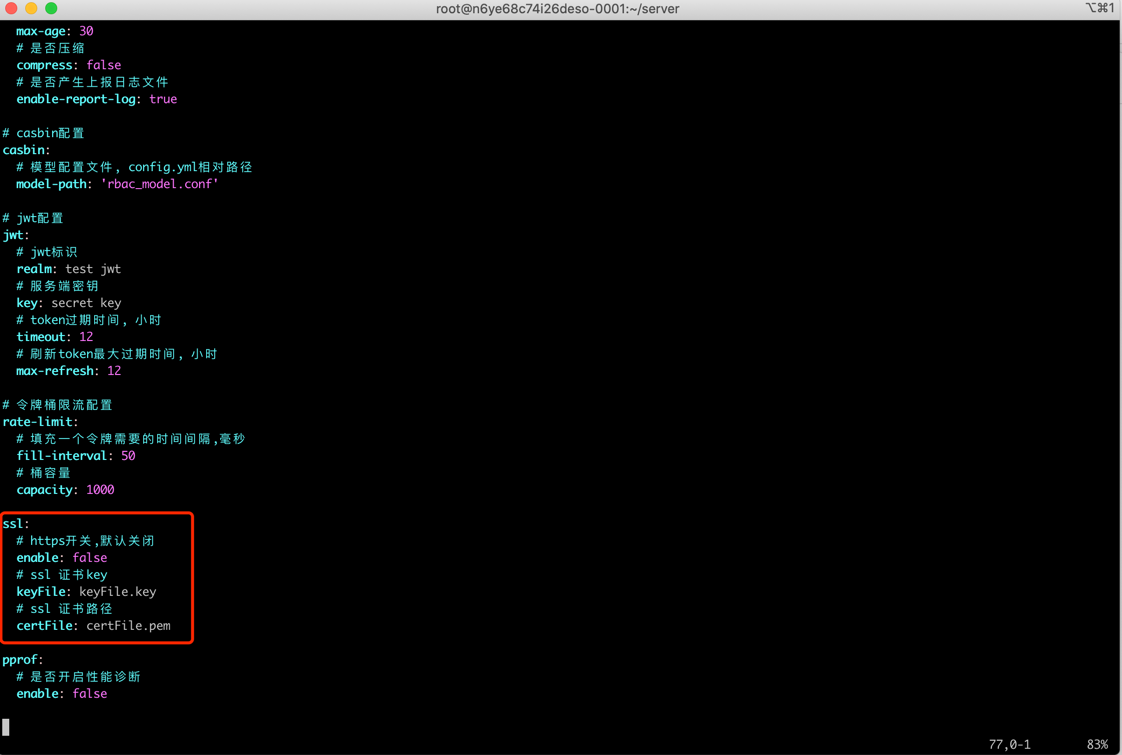 root@n6ye68c74i26deso-0001:~/server
⌥⌘1
max-age: 30
# 是否压缩
compress: false
# 是否产生上报日志文件
enable-report-log: true
# casbin配置
casbin:
# 模型配置文件, config.yml相对路径
model-path: 'rbac_model.conf'
# jwt配置
jwt:
# jwt标识
realm: test jwt
# 服务端密钥
key: secret key
# token过期时间, 小时
timeout: 12
# 刷新token最大过期时间, 小时
max-refresh: 12
# 令牌桶限流配置
rate-limit:
# 填充一个令牌需要的时间间隔,毫秒
fill-interval: 50
# 桶容量
capacity: 1000
ssl:
# https开关,默认关闭
enable: false
# ssl 证书key
keyFile: keyFile.key
# ssl 证书路径
certFile: certFile.pem
pprof:
# 是否开启性能诊断
enable: false
77,0-1 83%